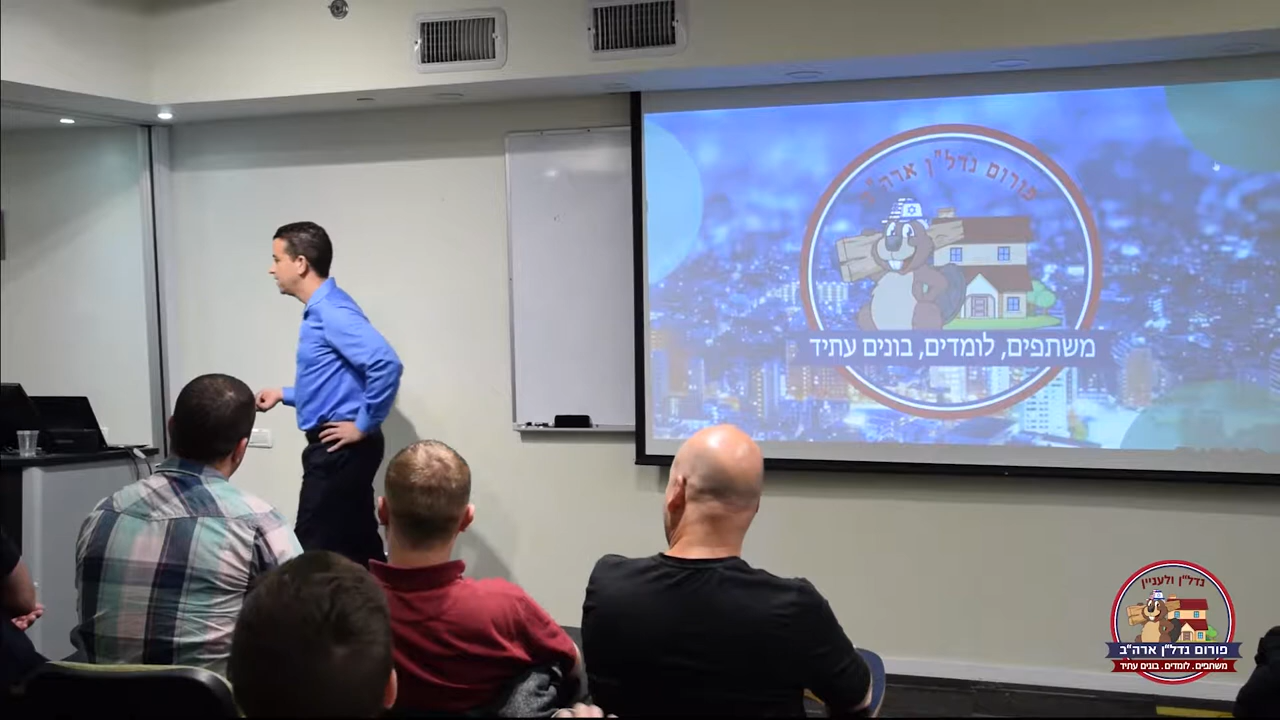 פורום נדל"ן ארה"ב
משתפים, לומדים, בונים עתיד
נדל"ן ולעניין
פורום נדל"ן ארה"ב
משתפים. לומדים. בונים עתיד